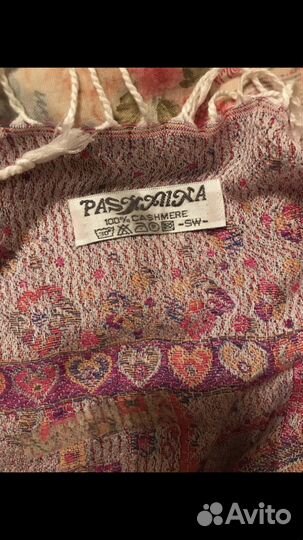 PASHMINA
100% CASHMERE
-SW-
Avito